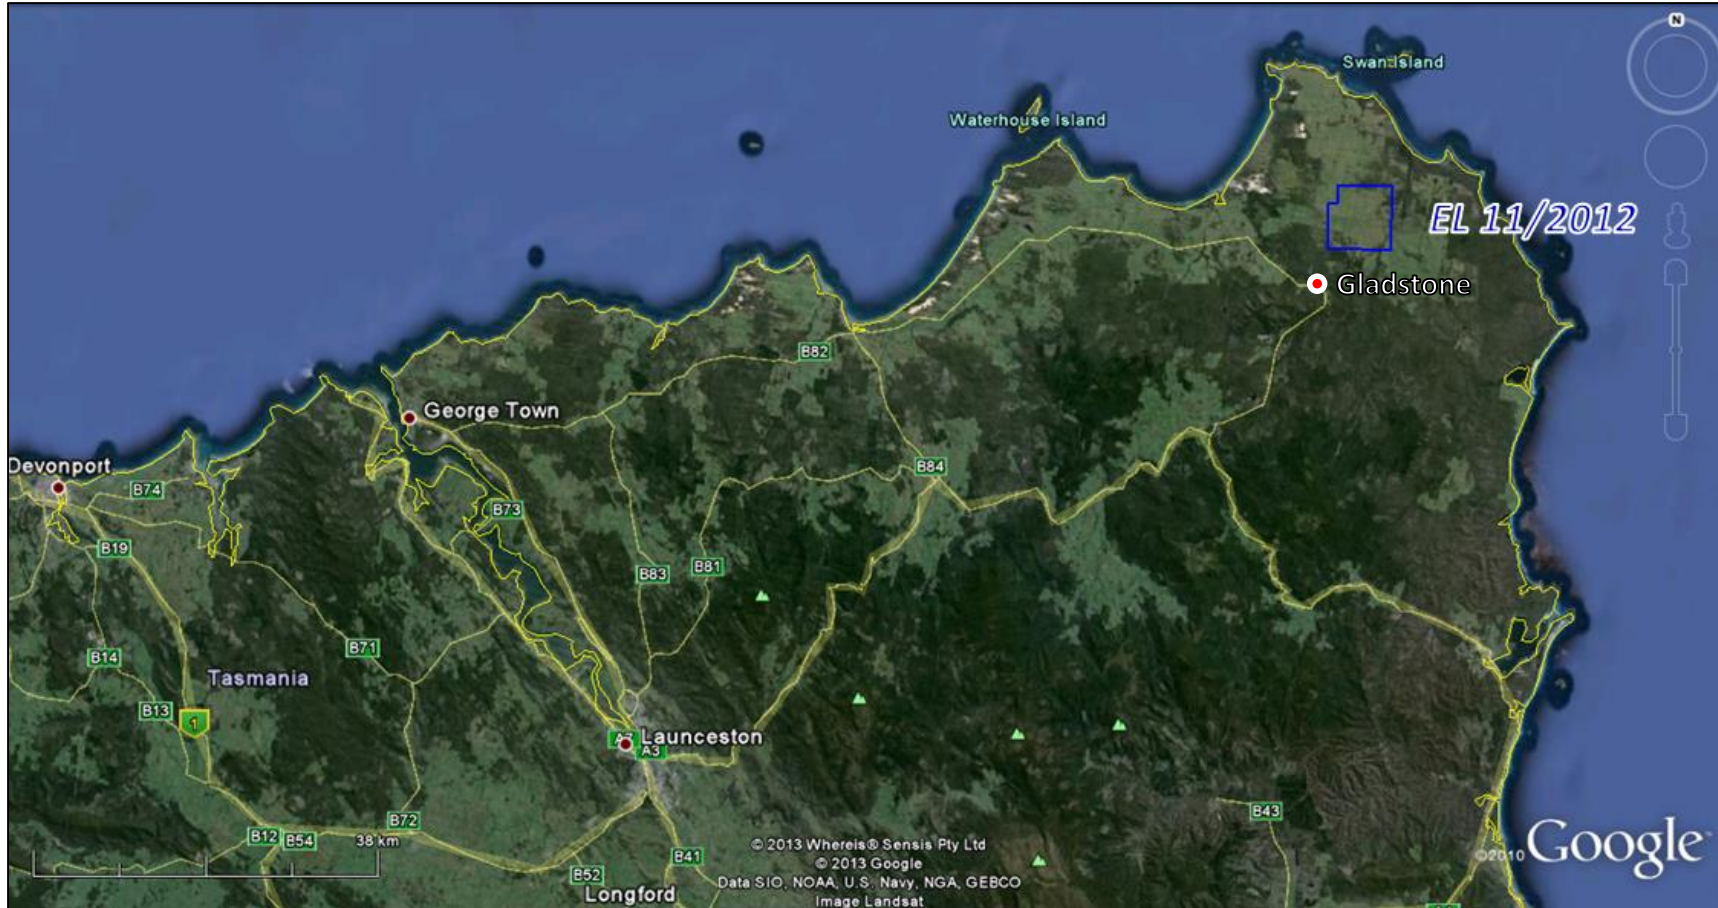 N
Swan Island
Waterhouse Island
EL 11/2012
Gladstone
B82
George Town
Devonport
B84
B74
B73
B19
B83
B81
B71
B14
Tasmania
B13
1
Launceston
A3
B43
B72
B12
B54
38 km
© 2013 Whereis® Sensis Pty Ltd
© 2013 Google
Data SIO, NOAA, U.S. Navy, NGA, GEBCO
Image Landsat
B41
B52
Longford
©2010
Google